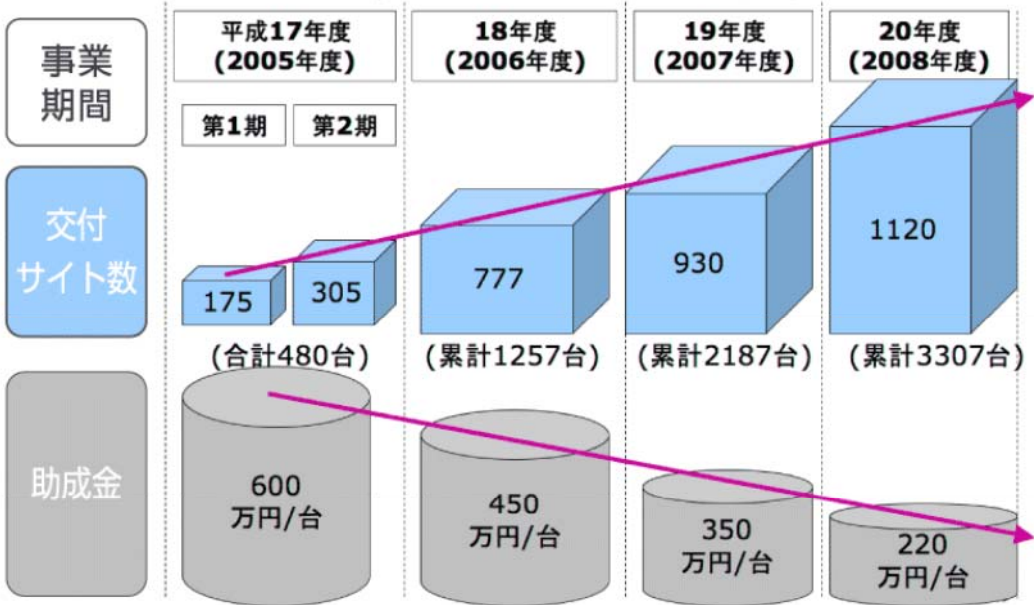 事業
期間
平成17年度
(2005年度)
18年度
(2006年度)
19年度
(2007年度)
20年度
(2008年度)
第1期
第2期
交付
サイト数
175
305
777
930
1120
(合計480台)
(累計1257台)
(累計2187台)
(累計3307台)
助成金
600
万円/台
450
万円/台
350
万円/台
220
万円/台